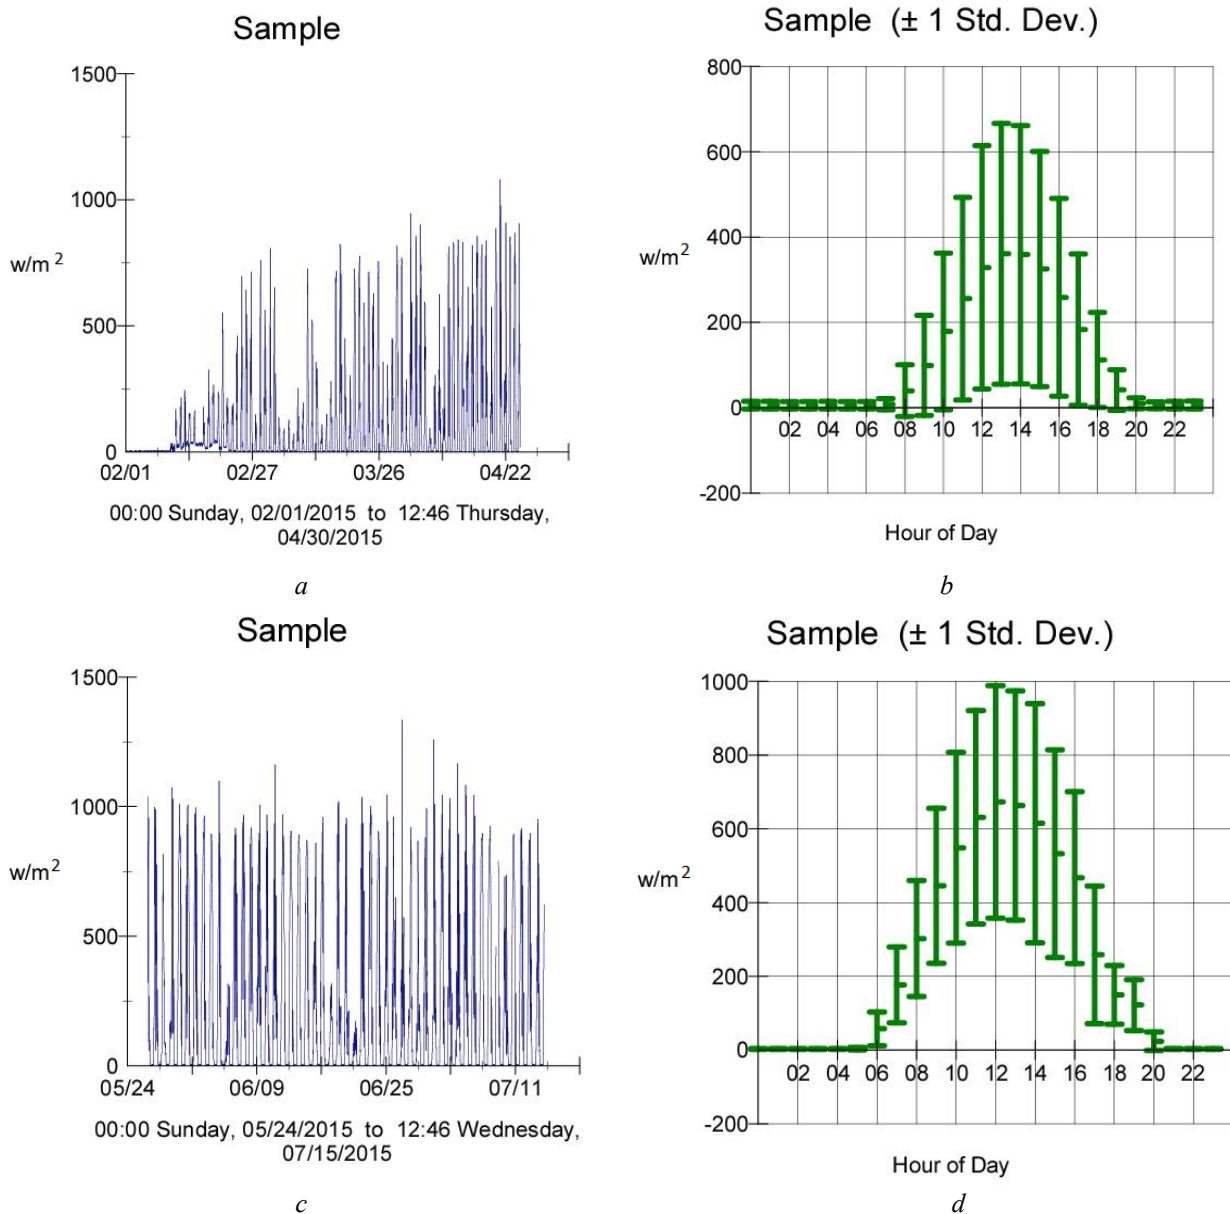 Sample
1500
1000
w/m 2
500
0
02/01 02/27 03/26 04/22
00:00 Sunday, 02/01/2015 to 12:46 Thursday,
04/30/2015
a
Sample (± 1 Std. Dev.)
800
600
400
w/m2
200
0
02 04 06 08 10 12 14 16 18 20 22
-200
Hour of Day
b
Sample
1500
1000
w/m2
500
0
05/24 06/09 06/25 07/11
00:00 Sunday, 05/24/2015 to 12:46 Wednesday,
07/15/2015
c
Sample (± 1 Std. Dev.)
1000
800
600
w/m2
400
200
0
02 04 06 08 10 12 14 16 18 20 22
-200
Hour of Day
d